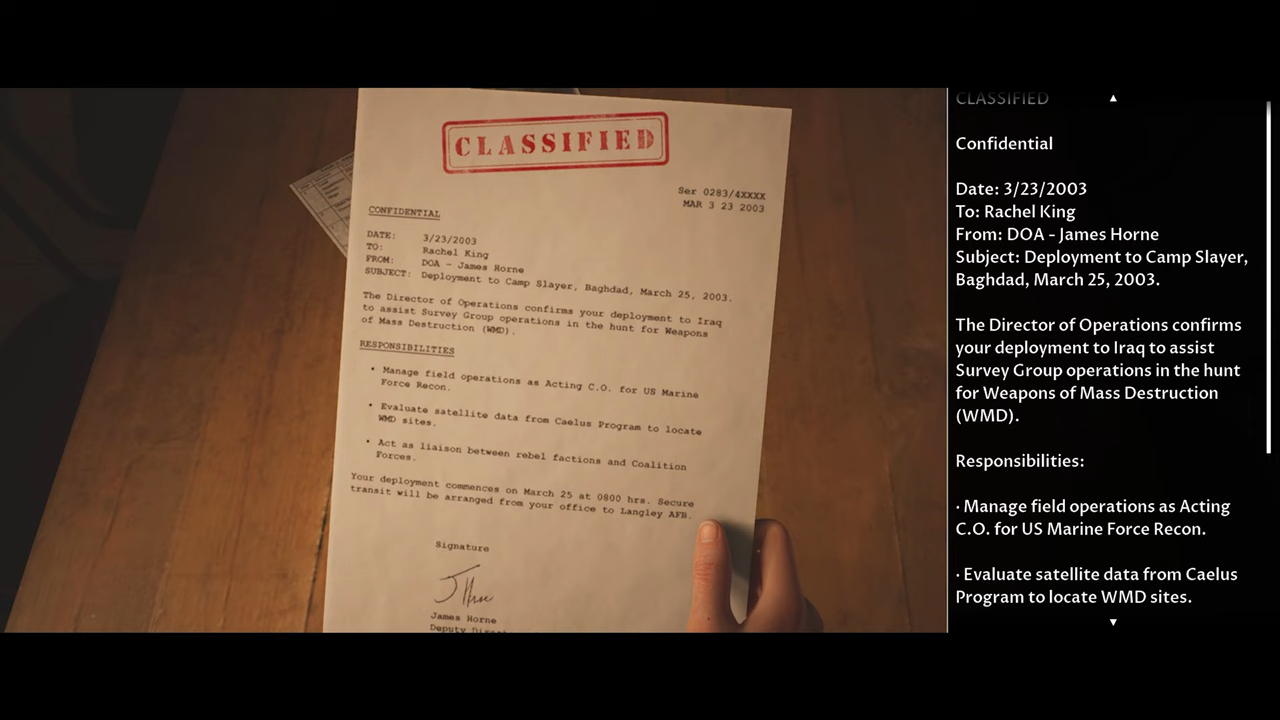 CLASSIFIED
Ser 0283/4XXXX
MAR 3 23 2003
CONFIDENTIAL
DATE: 3/23/2003
TO: Rachel King
FROM: DOA - James Horne
SUBJECT: Deployment to Camp Slayer, Baghdad, March 25, 2003.
The Director of Operations confirms your deployment to Iraq
to assist Survey Group operations in the hunt for Weapons
of Mass Destruction (WMD).
RESPONSIBILITIES
• Manage field operations as Acting C.O. for US Marine
Force Recon.
• Evaluate satellite data from Caelus Program to locate
WMD sites.
• Act as liaison between rebel factions and Coalition
Forces.
Your deployment commences on March 25 at 0800 hrs. Secure
transit will be arranged from your office to Langley AFB.
Signature
J Hrne
James Horne
Deputy
CLASSIFIED
Confidential
Date: 3/23/2003
To: Rachel King
From: DOA - James Horne
Subject: Deployment to Camp Slayer,
Baghdad, March 25, 2003.
The Director of Operations confirms
your deployment to Iraq to assist
Survey Group operations in the hunt
for Weapons of Mass Destruction
(WMD).
Responsibilities:
· Manage field operations as Acting
C.O. for US Marine Force Recon.
· Evaluate satellite data from Caelus
Program to locate WMD sites.